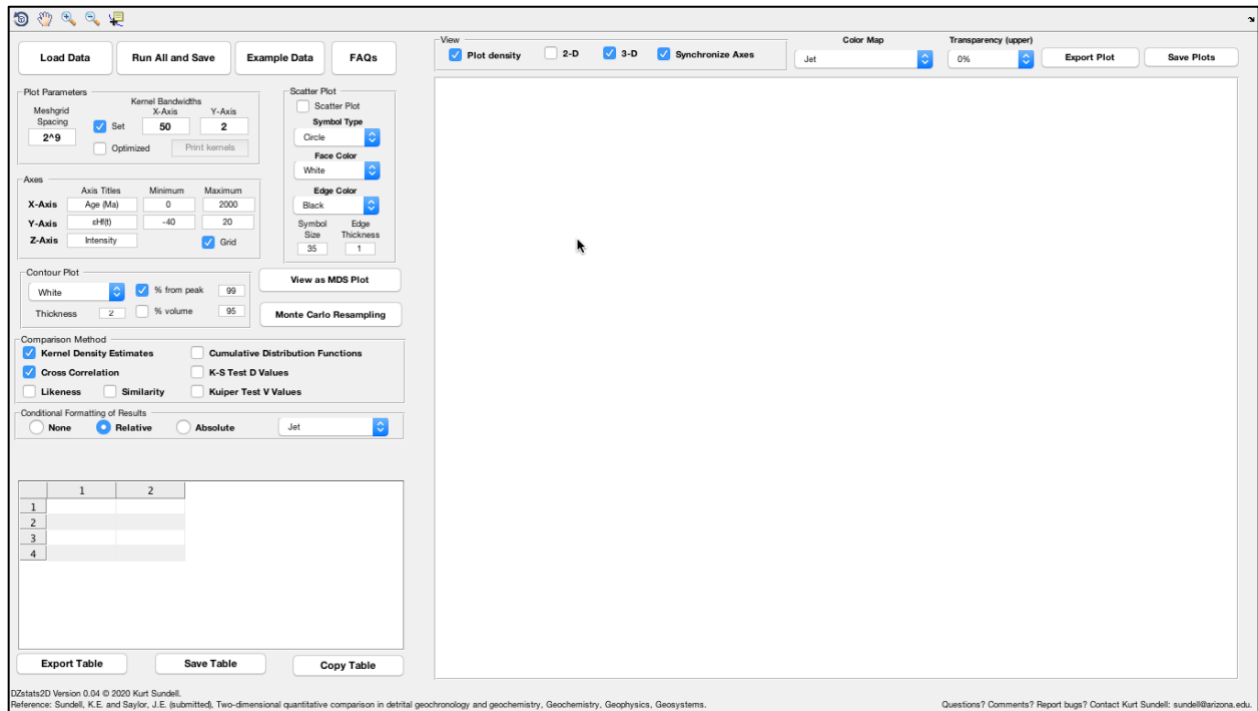 Load Data Run All and Save Example Data FAQs
View
Plot density 2-D 3-D Synchronize Axes
Color Map
Jet
Transparency (upper)
0%
Export Plot Save Plots
Plot Parameters
Meshgrid
Spacing
2^9
Kernel Bandwidths
X-Axis Y-Axis
Set 50 2
Optimized Print kernels
Scatter Plot
Scatter Plot
Symbol Type
Circle
Face Color
White
Edge Color
Black
Symbol Edge
Size Thickness
35 1
Axes
Axis Titles Minimum Maximum
X-Axis Age (Ma) 0 2000
Y-Axis εHf(t) -40 20
Z-Axis Intensity Grid
Contour Plot
White % from peak 99
Thickness 2 % volume 95
View as MDS Plot
Monte Carlo Resampling
Comparison Method
Kernel Density Estimates Cumulative Distribution Functions
Cross Correlation K-S Test D Values
Likeness Similarity Kuiper Test V Values
Conditional Formatting of Results
None Relative Absolute Jet
1 2
1
2
3
4
Export Table Save Table Copy Table
DZstats2D Version 0.04 © 2020 Kurt Sundell.
Reference: Sundell, K.E. and Saylor, J.E. (submitted), Two-dimensional quantitative comparison in detrital geochronology and geochemistry, Geochemistry, Geophysics, Geosystems.
Questions? Comments? Report bugs? Contact Kurt Sundell: sundell@arizona.edu.